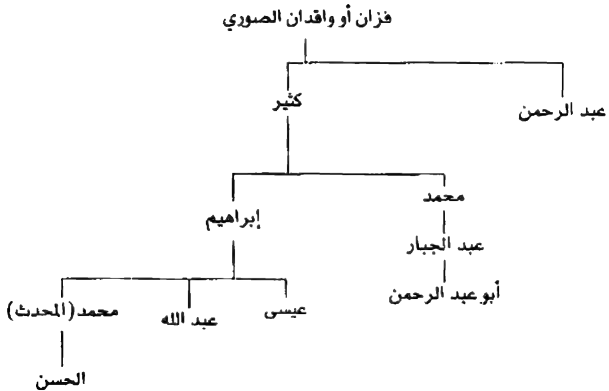 فزان أو واقدان الصوري
عبد الرحمن
كثير
محمد
إبراهيم
عبد الجبار
أبو عبد الرحمن
عيسى
عبد الله
محمد (المحدث)
الحسن